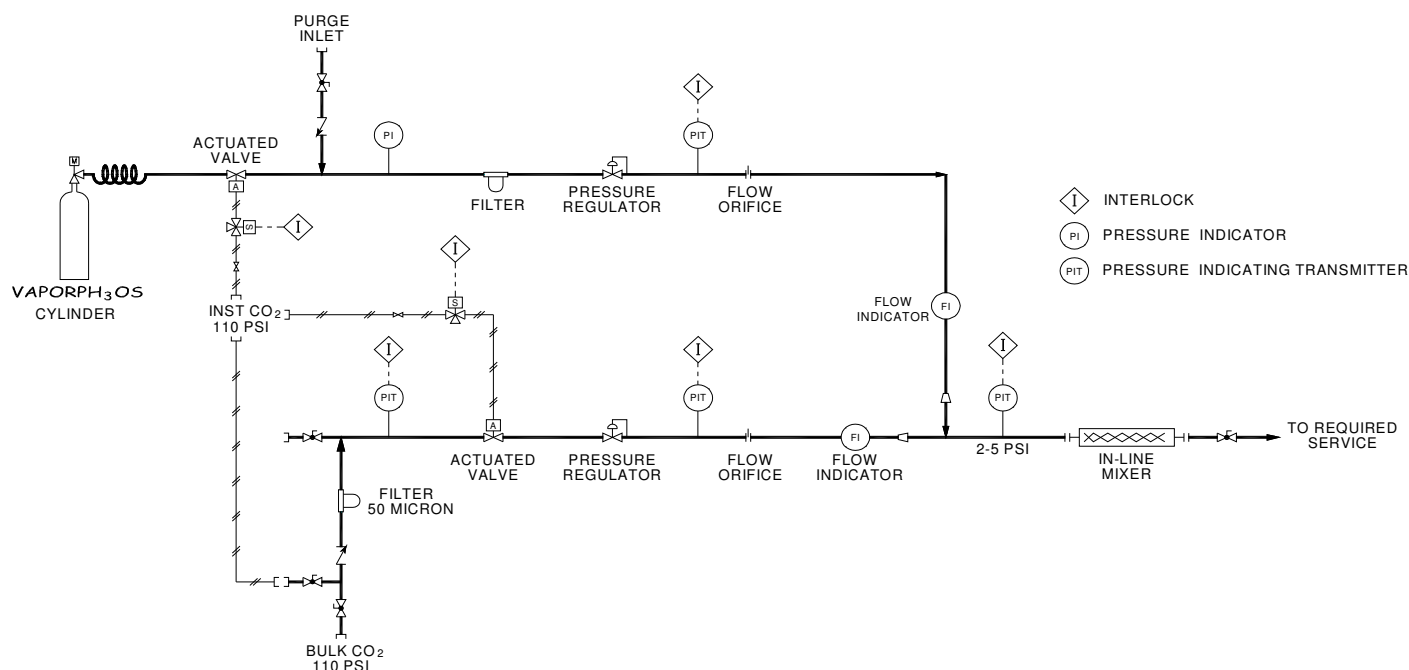 PURGE
INLET
I
ACTUATED
VALVE
PI
PIT
M
A
FILTER
PRESSURE
REGULATOR
FLOW
ORIFICE
I INTERLOCK
S
I
I
PI PRESSURE INDICATOR
PIT PRESSURE INDICATING TRANSMITTER
VAPORPH₃OS
CYLINDER
INST CO₂
110 PSI
S
FLOW
INDICATOR
FI
I
I
I
PIT
PIT
PIT
A
FI
ACTUATED
VALVE
PRESSURE
REGULATOR
FLOW
ORIFICE
FLOW
INDICATOR
2-5 PSI
IN-LINE
MIXER
TO REQUIRED
SERVICE
FILTER
50 MICRON
BULK CO₂
110 PSI